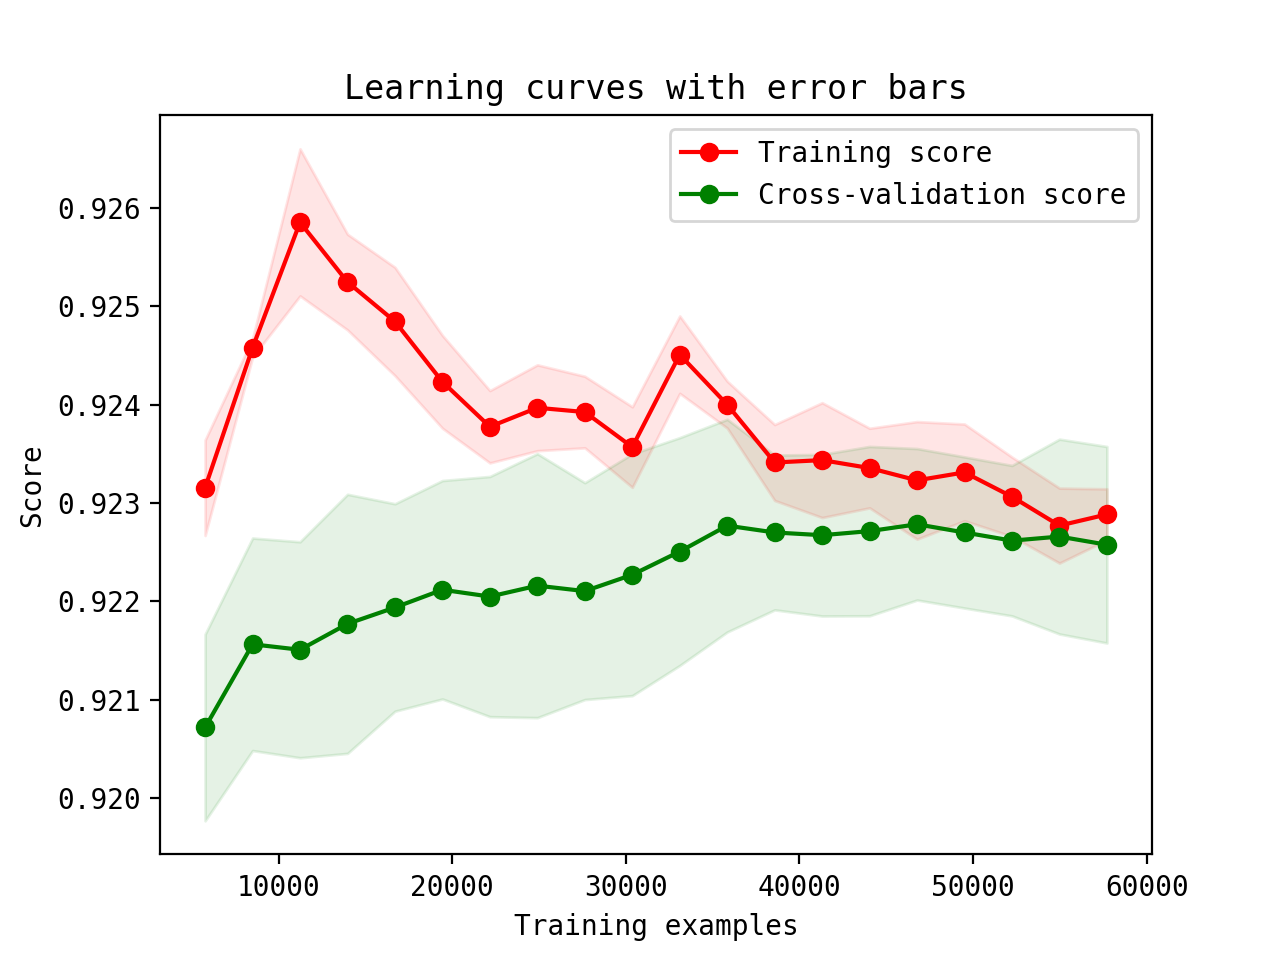 Learning curves with error bars
Training score
Cross-validation score
0.926
0.925
0.924
0.923
0.922
0.921
0.920
Score
10000 20000 30000 40000 50000 60000
Training examples